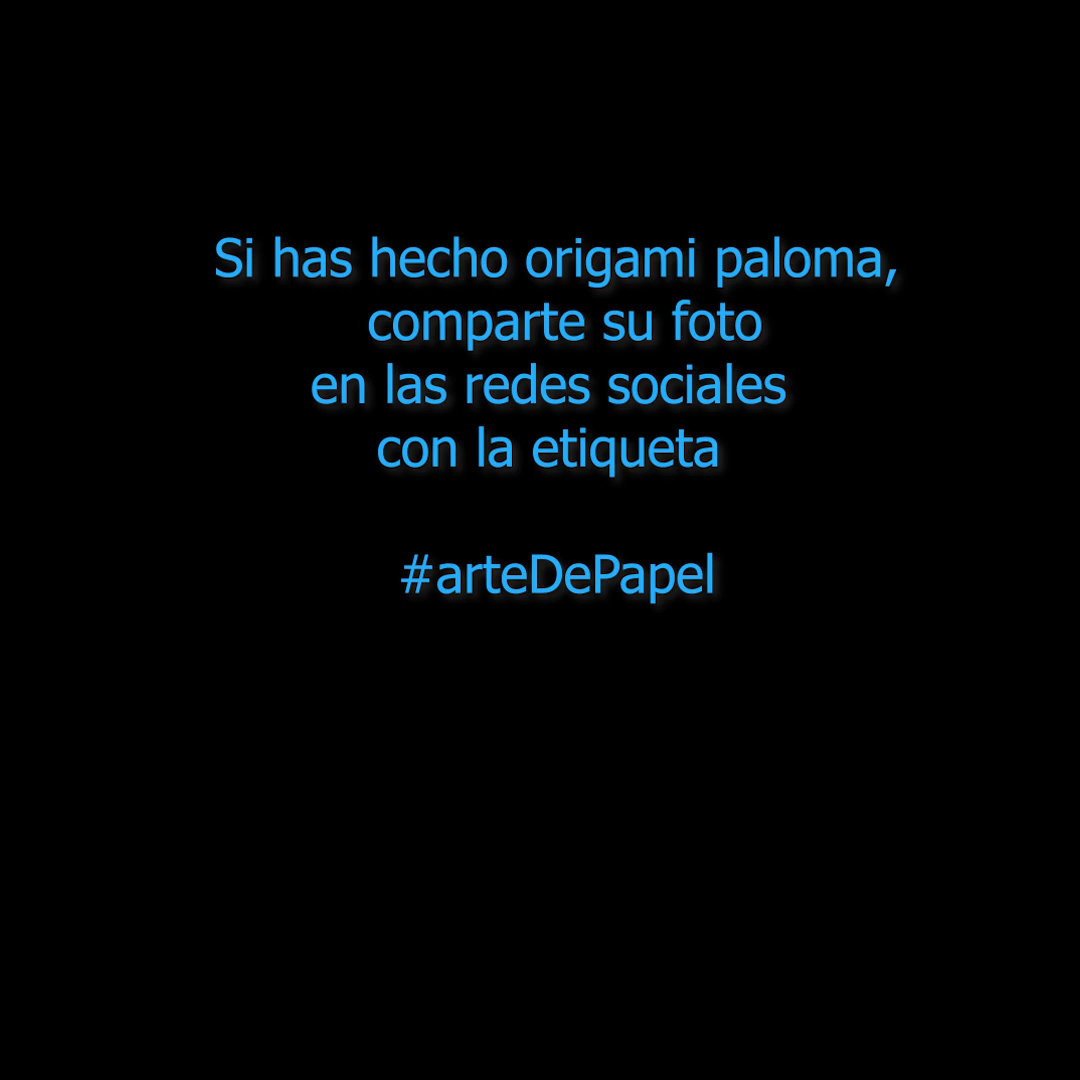 Si has hecho origami paloma,
comparte su foto
en las redes sociales
con la etiqueta
#arteDePapel